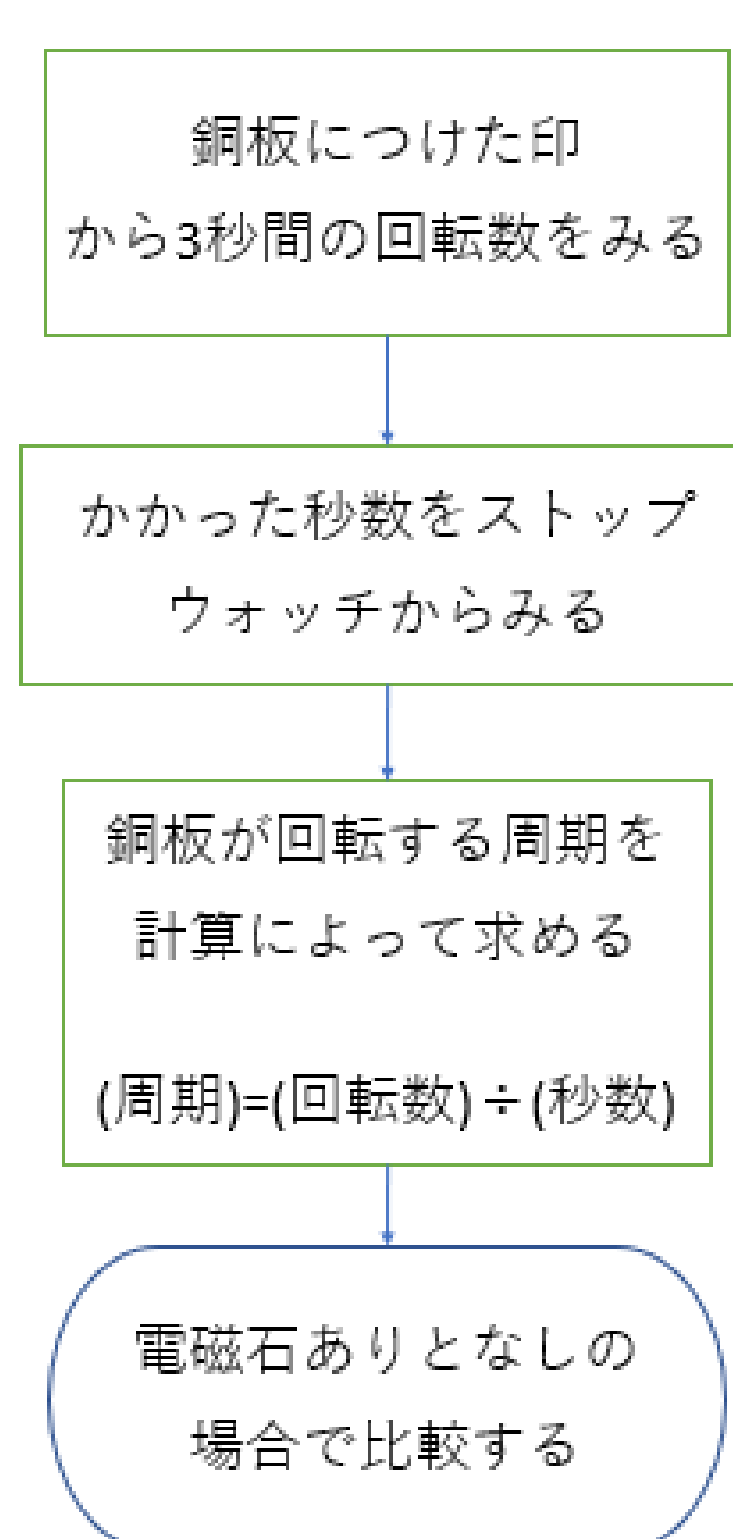 銅板につけた印
から3秒間の回転数をみる
かかった秒数をストップ
ウォッチからみる
銅板が回転する周期を
計算によって求める
(周期)=(回転数)÷(秒数)
電磁石ありとなしの
場合で比較する